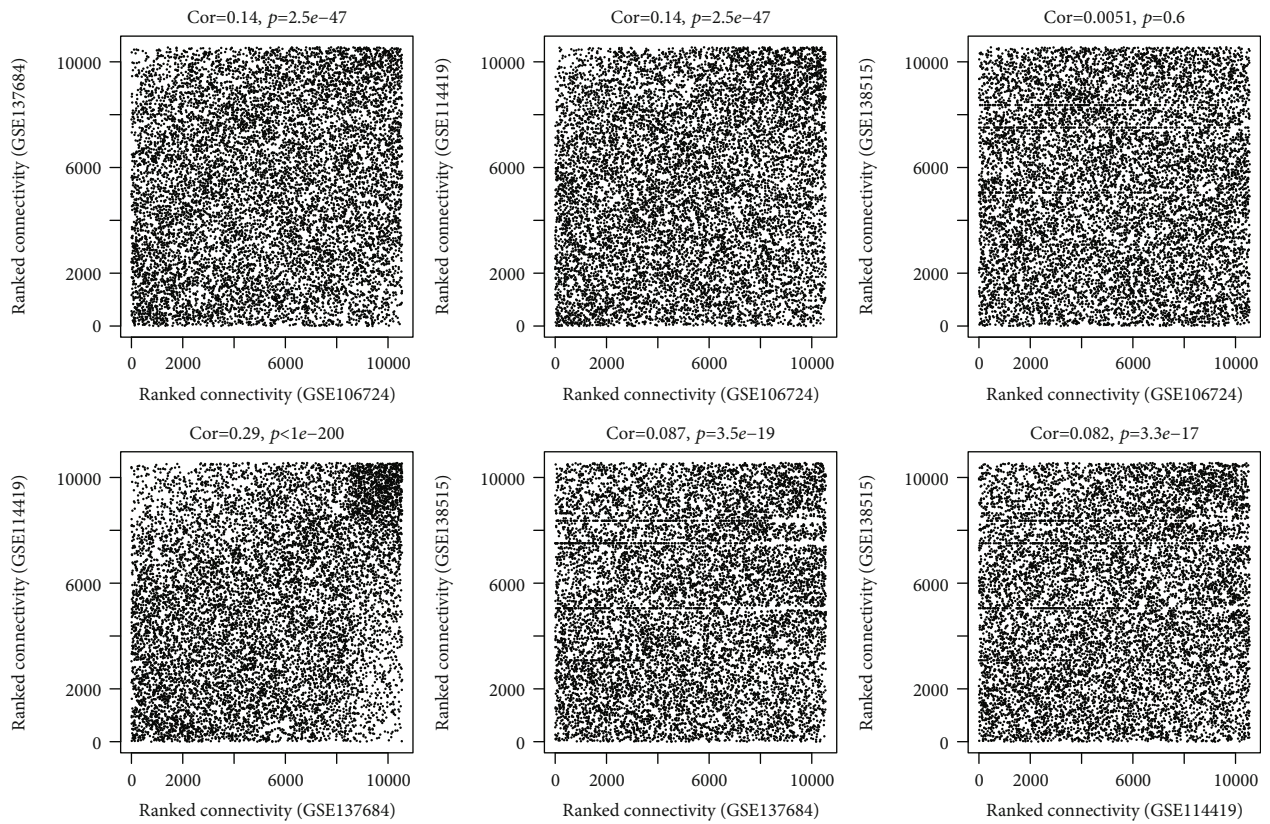 Cor=0.14, p=2.5e−47
Ranked connectivity (GSE137684)
10000
6000
2000
0
0 2000 6000 10000
Ranked connectivity (GSE106724)
Cor=0.14, p=2.5e−47
Ranked connectivity (GSE114419)
10000
6000
2000
0
0 2000 6000 10000
Ranked connectivity (GSE106724)
Cor=0.0051, p=0.6
Ranked connectivity (GSE138515)
10000
6000
2000
0
0 2000 6000 10000
Ranked connectivity (GSE106724)
Cor=0.29, p<1e−200
Ranked connectivity (GSE114419)
10000
6000
2000
0
0 2000 6000 10000
Ranked connectivity (GSE137684)
Cor=0.087, p=3.5e−19
Ranked connectivity (GSE138515)
10000
6000
2000
0
0 2000 6000 10000
Ranked connectivity (GSE137684)
Cor=0.082, p=3.3e−17
Ranked connectivity (GSE138515)
10000
6000
2000
0
0 2000 6000 10000
Ranked connectivity (GSE114419)